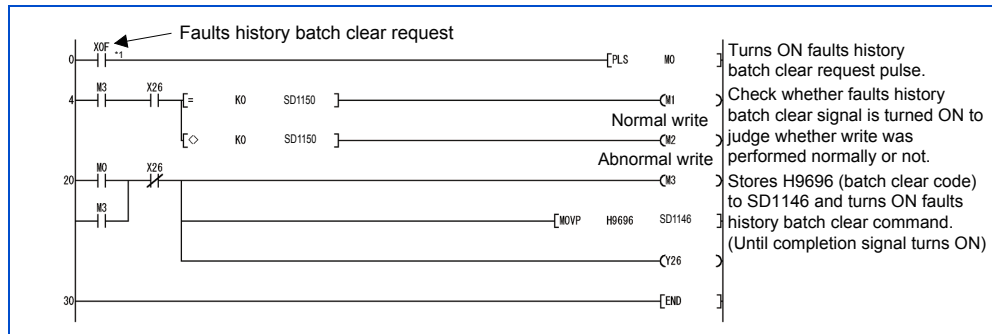 Faults history batch clear request
X0F
*1
0
[PLS M0 ]
Turns ON faults history
batch clear request pulse.
M3 X26
4
[= K0 SD1150 ]
(M1 )
Check whether faults history
batch clear signal is turned ON to
judge whether write was
performed normally or not.
Normal write
[<> K0 SD1150 ]
(M2 )
Abnormal write
M0 X26
20
(M3 )
Stores H9696 (batch clear code)
to SD1146 and turns ON faults
history batch clear command.
(Until completion signal turns ON)
M3
[MOVP H9696 SD1146 ]
(Y26 )
30
[END ]